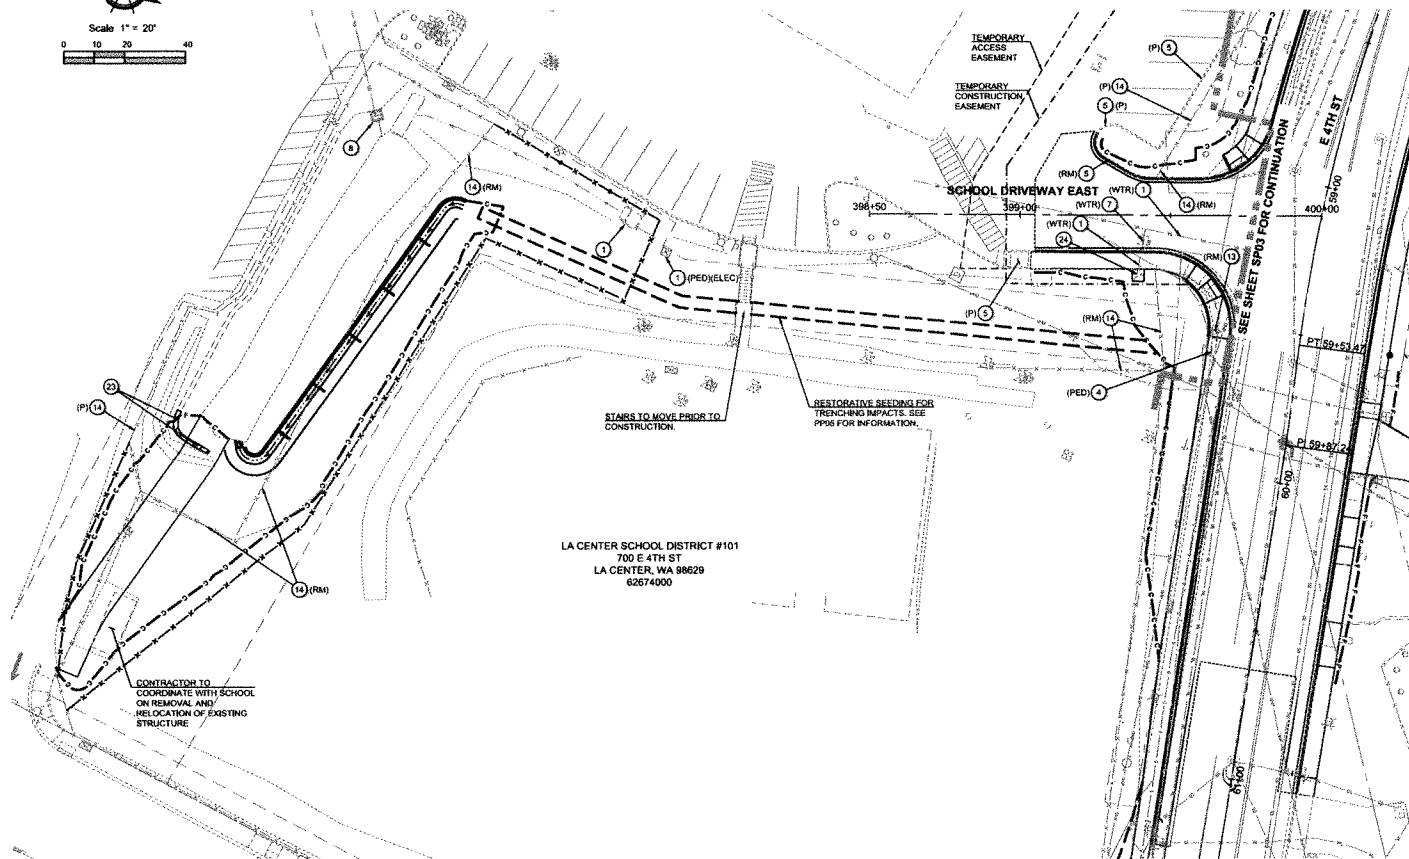 Scale 1" = 20'
0 10 20 40
TEMPORARY
ACCESS
EASEMENT
TEMPORARY
CONSTRUCTION
EASEMENT
(P) 5
(P) 14
5 (P)
E 4TH ST
8
14 (RM)
(RM) 5
SCHOOL DRIVEWAY EAST
(WTR) 1
14 (RM)
(WTR) 7
(WTR) 1
24
398+50
399+00
400+00
59+00
(RM) 13
SEE SHEET SP03 FOR CONTINUATION
1
1 (PED)(ELEC)
(P) 5
(RM) 14
PT 59+53.47
23
(P) 14
(PED) 4
STAIRS TO MOVE PRIOR TO
CONSTRUCTION.
RESTORATIVE SEEDING FOR
TRENCHING IMPACTS. SEE
PP05 FOR INFORMATION.
60+00
LA CENTER SCHOOL DISTRICT #101
700 E 4TH ST
LA CENTER, WA 98629
62674000
14 (RM)
CONTRACTOR TO
COORDINATE WITH SCHOOL
ON REMOVAL AND
RELOCATION OF EXISTING
STRUCTURE
61+00